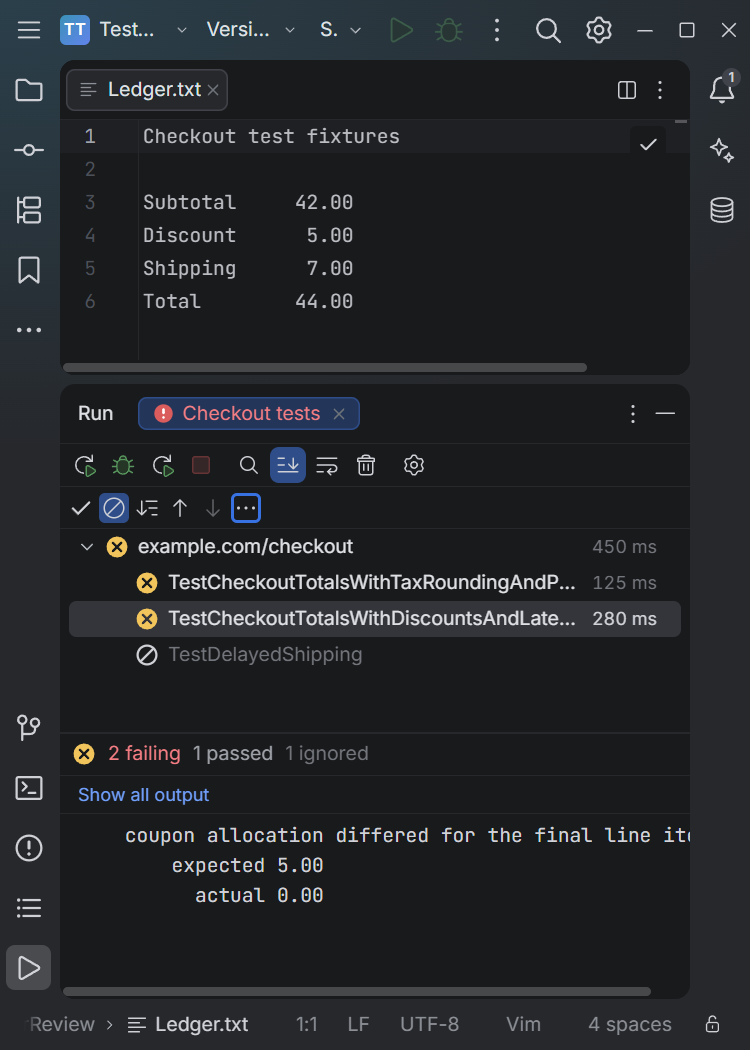 TT Test... Versi... S.
Ledger.txt
1
1 Checkout test fixtures
2
3 Subtotal 42.00
4 Discount 5.00
5 Shipping 7.00
6 Total 44.00
Run Checkout tests
example.com/checkout 450 ms
TestCheckoutTotalsWithTaxRoundingAndP... 125 ms
TestCheckoutTotalsWithDiscountsAndLate... 280 ms
TestDelayedShipping
2 failing 1 passed 1 ignored
Show all output
coupon allocation differed for the final line ite
expected 5.00
actual 0.00
Review Ledger.txt 1:1 LF UTF-8 Vim 4 spaces